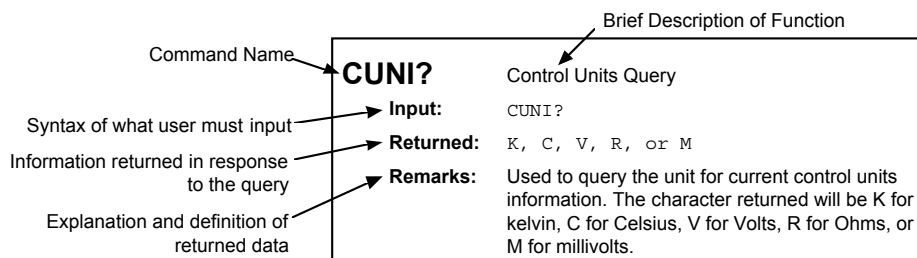 Brief Description of Function
Command Name
CUNI? Control Units Query
Input: CUNI?
Syntax of what user must input
Returned: K, C, V, R, or M
Information returned in response
to the query
Remarks: Used to query the unit for current control units
information. The character returned will be K for
kelvin, C for Celsius, V for Volts, R for Ohms, or
M for millivolts.
Explanation and definition of
returned data